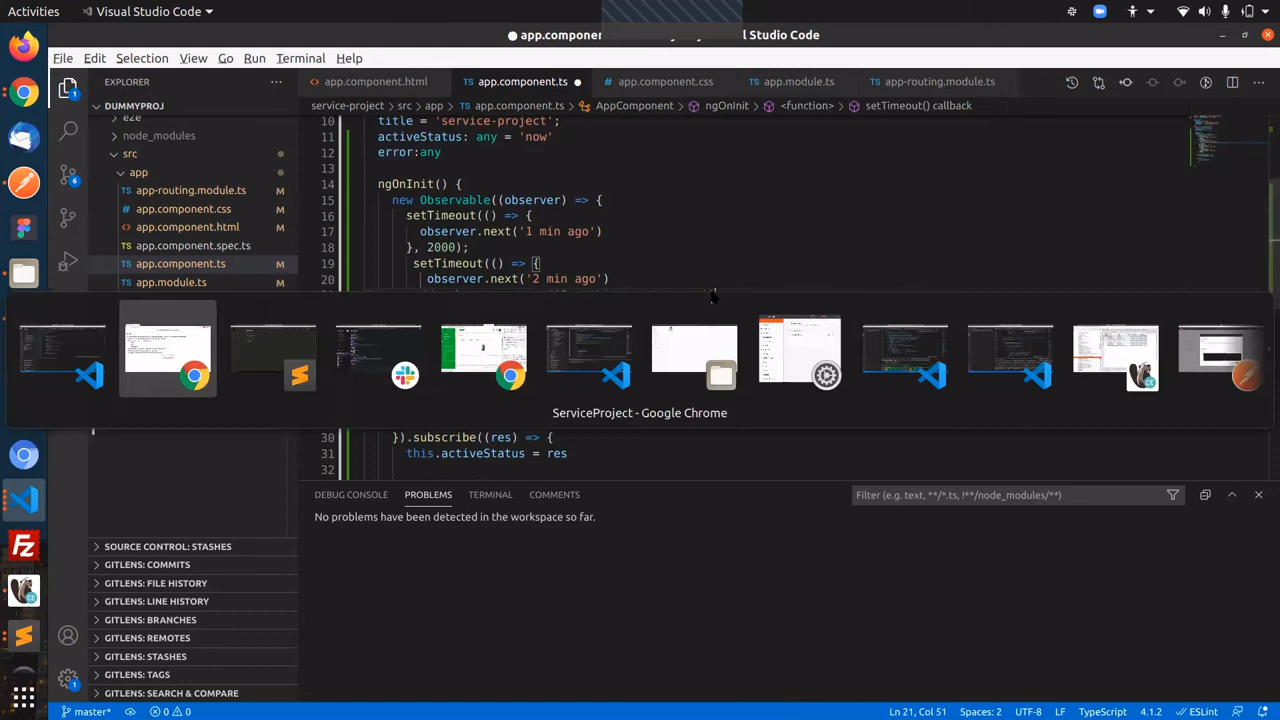 Activities
Visual Studio Code
app.componen
Visual Studio Code
File Edit Selection View Go Run Terminal Help
EXPLORER
app.component.html
TS app.component.ts
app.component.css
TS app.module.ts
TS app-routing.module.ts
DUMMYPROJ
service-project > src > app > TS app.component.ts > AppComponent > ngOnInit > <function> > setTimeout() callback
eze
node_modules
src
app
TS app-routing.module.ts M
app.component.css M
app.component.html M
TS app.component.spec.ts
TS app.component.ts M
TS app.module.ts M
10 title = 'service-project';
11 activeStatus: any = 'now'
12 error:any
13
14 ngOnInit() {
15 new Observable((observer) => {
16 setTimeout(() => {
17 observer.next('1 min ago')
18 }, 2000);
19 setTimeout(() => {
20 observer.next('2 min ago')
ServiceProject - Google Chrome
30 }).subscribe((res) => {
31 this.activeStatus = res
32
DEBUG CONSOLE PROBLEMS TERMINAL COMMENTS
Filter (e.g. text, **/*.ts, !**/node_modules/**)
No problems have been detected in the workspace so far.
SOURCE CONTROL: STASHES
GITLENS: COMMITS
GITLENS: FILE HISTORY
GITLENS: LINE HISTORY
GITLENS: BRANCHES
GITLENS: REMOTES
GITLENS: STASHES
GITLENS: TAGS
GITLENS: SEARCH & COMPARE
master* 0 0 Ln 21, Col 51 Spaces: 2 UTF-8 LF TypeScript 4.1.2 ESLint